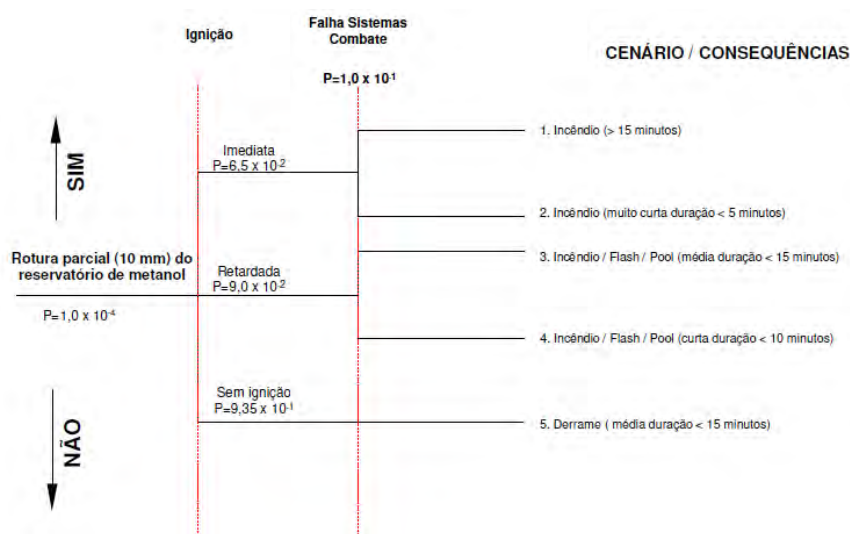 Ignição
Falha Sistemas
Combate
P=1,0 x 10⁻¹
CENÁRIO / CONSEQUÊNCIAS
SIM
Imediata
P=6,5 x 10⁻²
1. Incêndio (> 15 minutos)
2. Incêndio (muito curta duração < 5 minutos)
Rotura parcial (10 mm) do
reservatório de metanol
P=1,0 x 10⁻⁴
Retardada
P=9,0 x 10⁻²
3. Incêndio / Flash / Pool (média duração < 15 minutos)
4. Incêndio / Flash / Pool (curta duração < 10 minutos)
NÃO
Sem ignição
P=9,35 x 10⁻¹
5. Derrame ( média duração < 15 minutos)